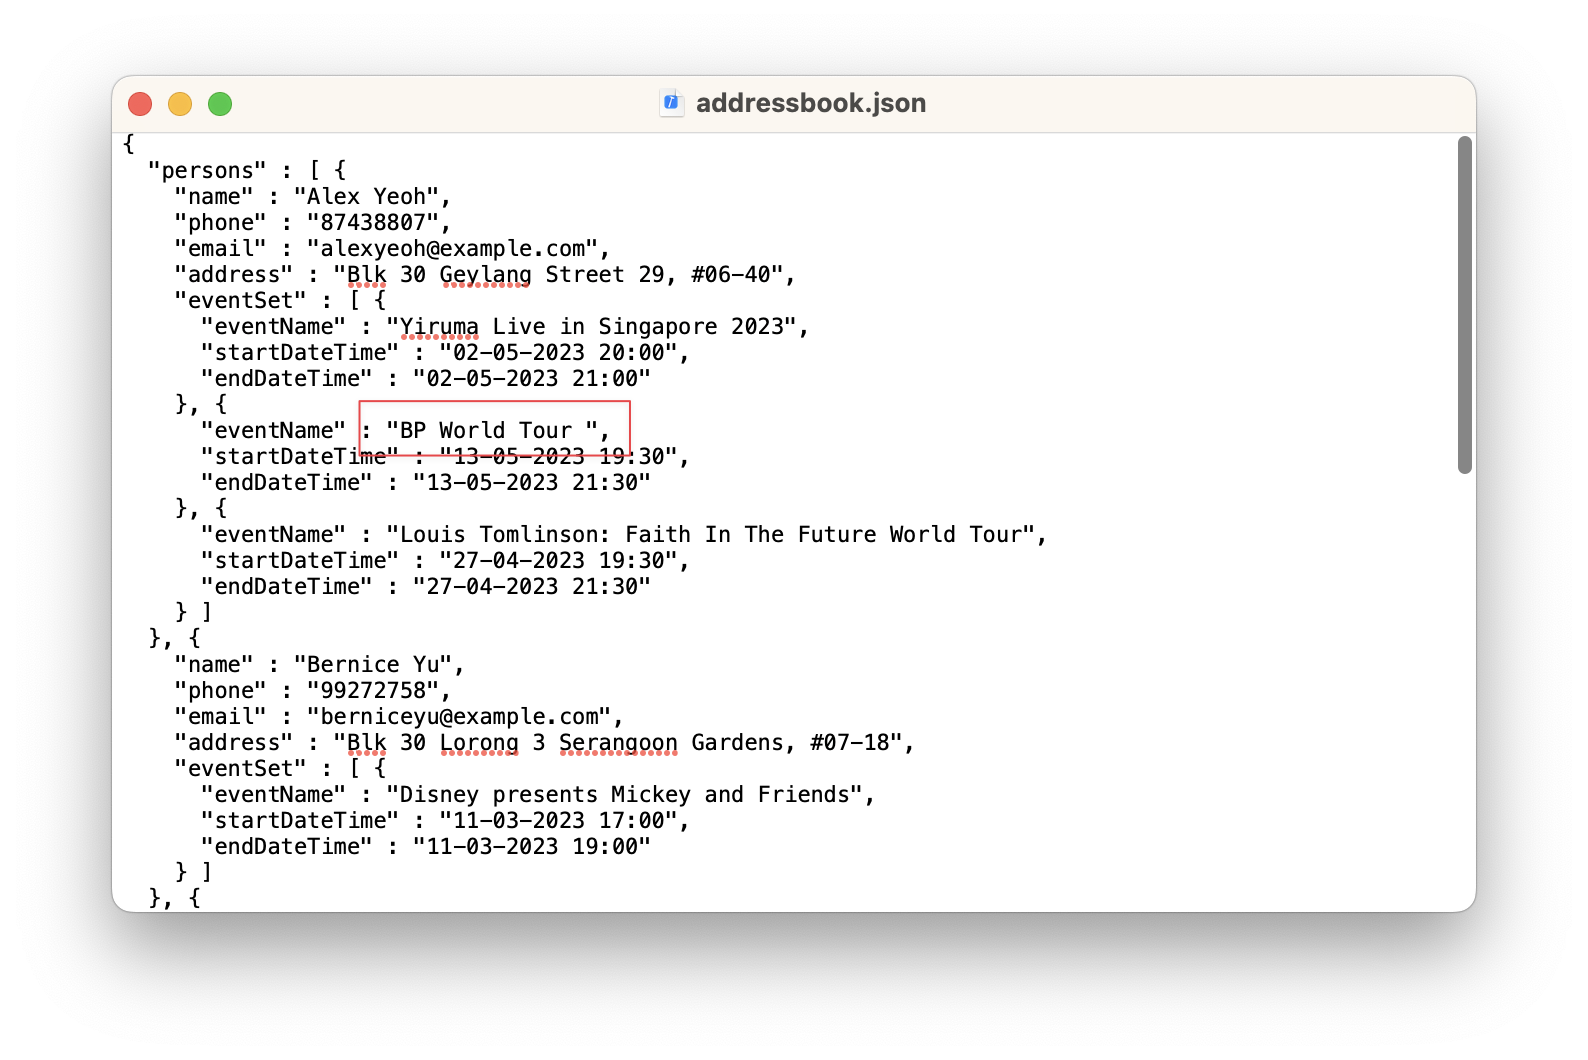 addressbook.json
{
  "persons" : [ {
    "name" : "Alex Yeoh",
    "phone" : "87438807",
    "email" : "alexyeoh@example.com",
    "address" : "Blk 30 Geylang Street 29, #06-40",
    "eventSet" : [ {
      "eventName" : "Yiruma Live in Singapore 2023",
      "startDateTime" : "02-05-2023 20:00",
      "endDateTime" : "02-05-2023 21:00"
    }, {
      "eventName" : "BP World Tour ",
      "startDateTime" : "13-05-2023 19:30",
      "endDateTime" : "13-05-2023 21:30"
    }, {
      "eventName" : "Louis Tomlinson: Faith In The Future World Tour",
      "startDateTime" : "27-04-2023 19:30",
      "endDateTime" : "27-04-2023 21:30"
    } ]
  }, {
    "name" : "Bernice Yu",
    "phone" : "99272758",
    "email" : "berniceyu@example.com",
    "address" : "Blk 30 Lorong 3 Serangoon Gardens, #07-18",
    "eventSet" : [ {
      "eventName" : "Disney presents Mickey and Friends",
      "startDateTime" : "11-03-2023 17:00",
      "endDateTime" : "11-03-2023 19:00"
    } ]
  }, {